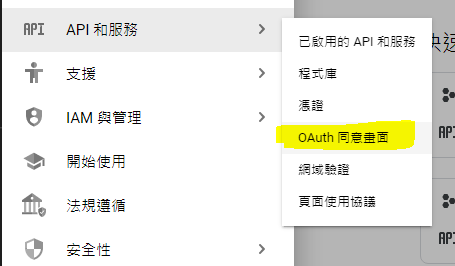 API
API 和服務
支援
IAM 與管理
開始使用
法規遵循
安全性
已啟用的 API 和服務
程式庫
憑證
OAuth 同意畫面
網域驗證
頁面使用協議
快速
API
API